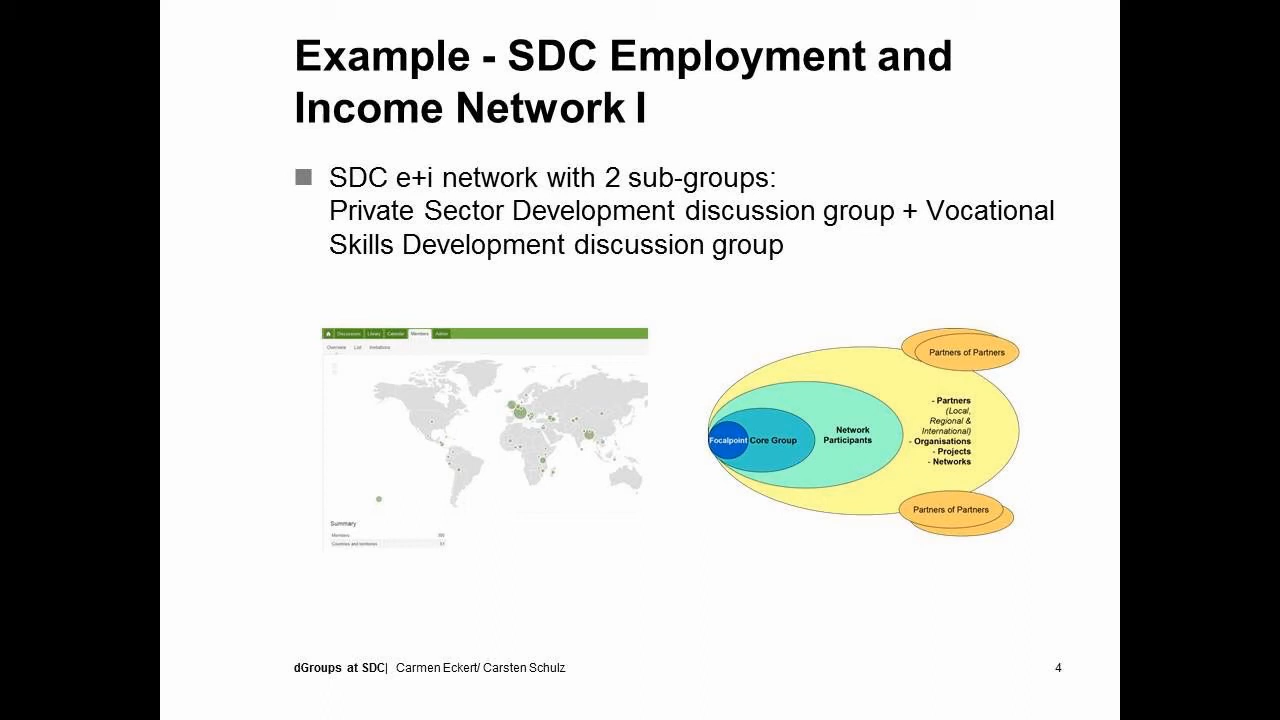 Example - SDC Employment and
Income Network I
SDC e+i network with 2 sub-groups:
Private Sector Development discussion group + Vocational
Skills Development discussion group
Discussions Library Calendar Members Admin
Overview List Invitations
Summary
Members
Countries and territories
Partners of Partners
- Partners
(Local,
Regional &
International)
- Organisations
- Projects
- Networks
Network
Participants
Focalpoint Core Group
Partners of Partners
dGroups at SDC| Carmen Eckert/ Carsten Schulz
4